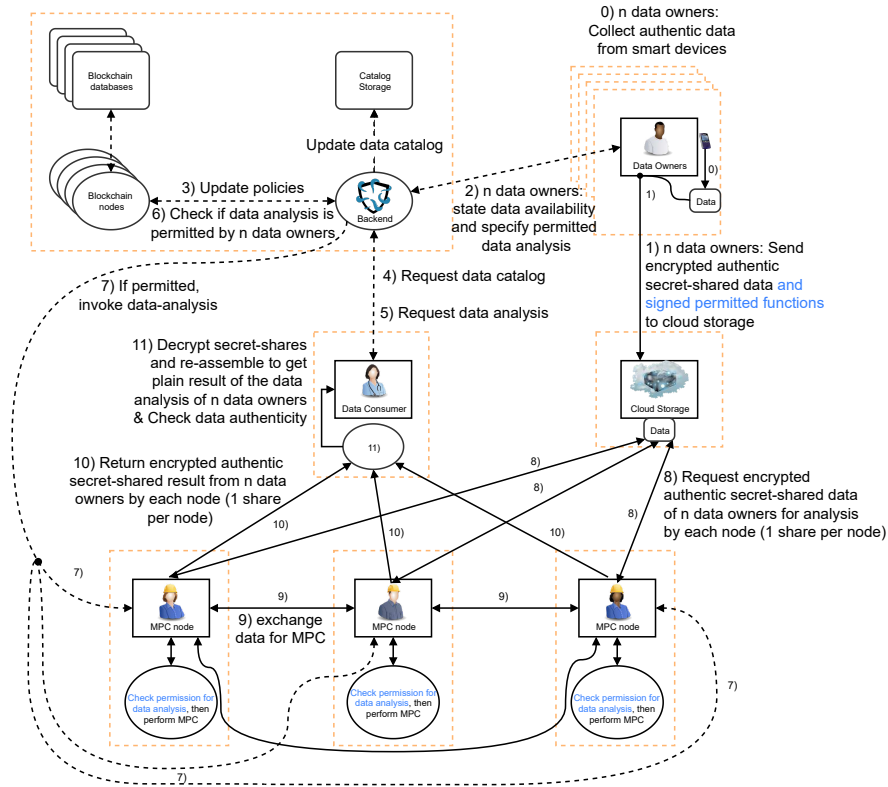 0) n data owners:
Collect authentic data
from smart devices
Blockchain
databases
Catalog
Storage
Update data catalog
Blockchain
nodes
3) Update policies
6) Check if data analysis is
permitted by n data owners
Backend
2) n data owners:
state data availability
and specify permitted
data analysis
Data Owners
0)
1)
Data
7) If permitted,
invoke data-analysis
4) Request data catalog
5) Request data analysis
1) n data owners: Send
encrypted authentic
secret-shared data and
signed permitted functions
to cloud storage
11) Decrypt secret-shares
and re-assemble to get
plain result of the data
analysis of n data owners
& Check data authenticity
Data Consumer
11)
Cloud Storage
Data
10) Return encrypted authentic
secret-shared result from n data
owners by each node (1 share
per node)
8) Request encrypted
authentic secret-shared data
of n data owners for analysis
by each node (1 share per node)
8)
8)
8)
10)
10)
10)
7)
MPC node
9)
9) exchange
data for MPC
MPC node
9)
MPC node
Check permission for
data analysis, then
perform MPC
Check permission for
data analysis, then
perform MPC
Check permission for
data analysis, then
perform MPC
7)
7)